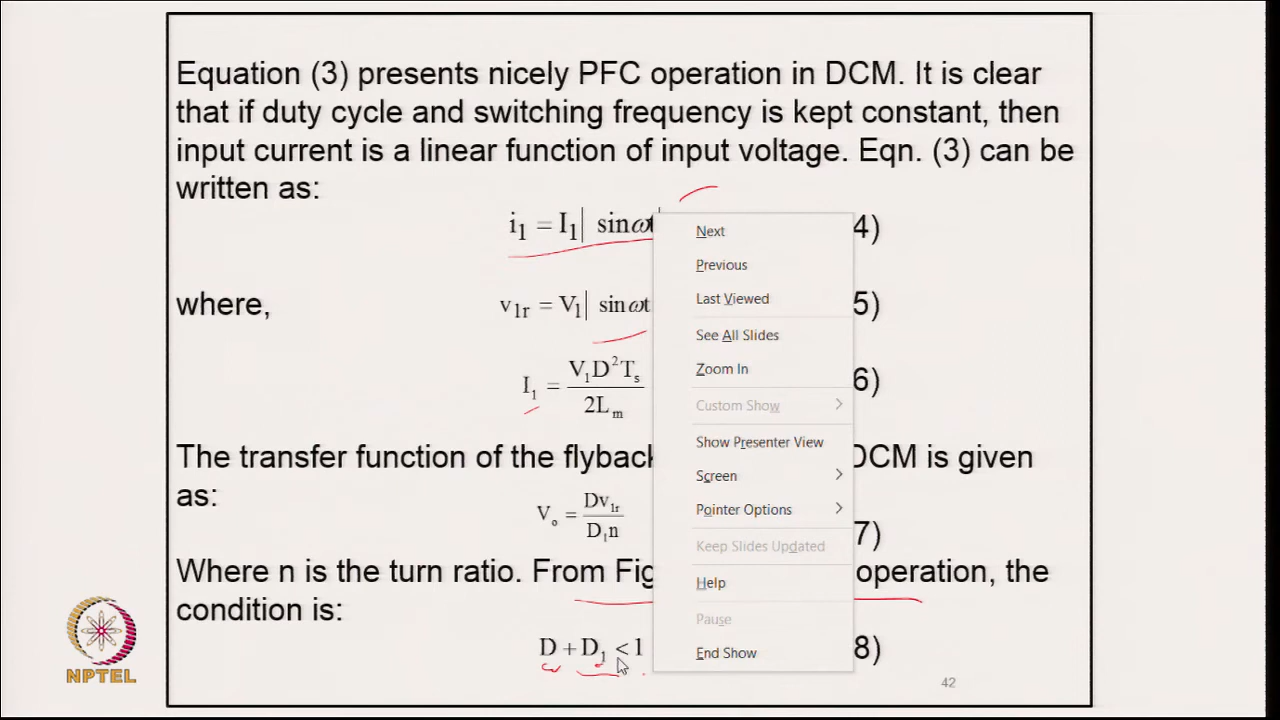 Equation (3) presents nicely PFC operation in DCM. It is clear
that if duty cycle and switching frequency is kept constant, then
input current is a linear function of input voltage. Eqn. (3) can be
written as:
i₁ = I₁| sinωt| 4)
Next
Previous
where, v₁ᵣ = V₁| sinωt 5)
Last Viewed
See All Slides
Zoom In
I₁ = V₁D²Tₛ / 2Lₘ 6)
Custom Show
Show Presenter View
The transfer function of the flyback DCM is given
Screen
as:
Pointer Options
Vₒ = Dv₁ᵣ / D₁n 7)
Keep Slides Updated
Where n is the turn ratio. From Fig operation, the
Help
condition is:
Pause
D + D₁ < 1 8)
End Show
NPTEL
42